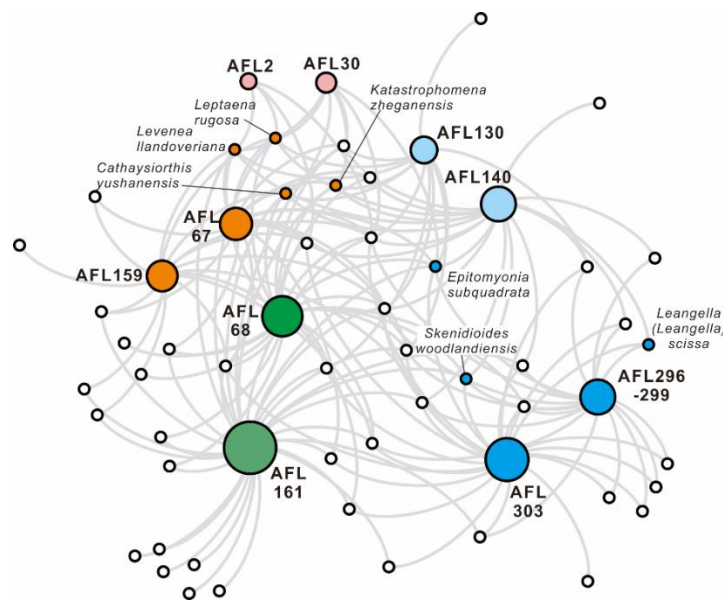 AFL2
AFL30
Katastrophomena
zheganensis
Leptaena
rugosa
Levenea
llandoveriana
AFL130
Cathaysiorthis
yushanensis
AFL140
AFL
67
AFL159
Epitomyonia
subquadrata
AFL
68
Leangella
(Leangella)
scissa
Skenidioides
woodlandiensis
AFL296
-299
AFL
161
AFL
303